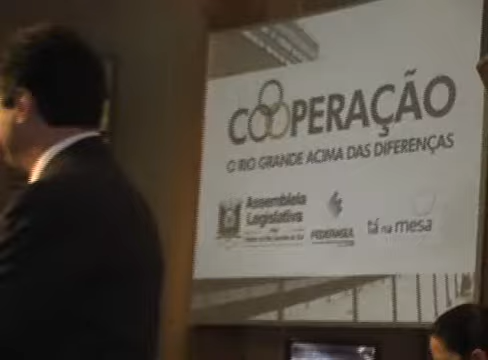 COOPERAÇÃO
O RIO GRANDE ACIMA DAS DIFERENÇAS
Assembleia
Legislativa
FEDERASUL
tá na mesa